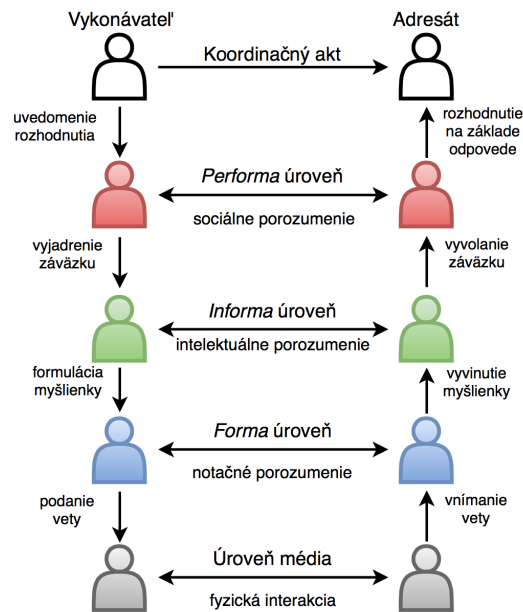 Vykonávateľ
Adresát
Koordinačný akt
uvedomenie
rozhodnutia
rozhodnutie
na základe
odpovede
Performa úroveň
sociálne porozumenie
vyjadrenie
záväzku
vyvolanie
záväzku
Informa úroveň
intelektuálne porozumenie
formulácia
myšlienky
vyvinutie
myšlienky
Forma úroveň
notačné porozumenie
podanie
vety
vnímanie
vety
Úroveň média
fyzická interakcia